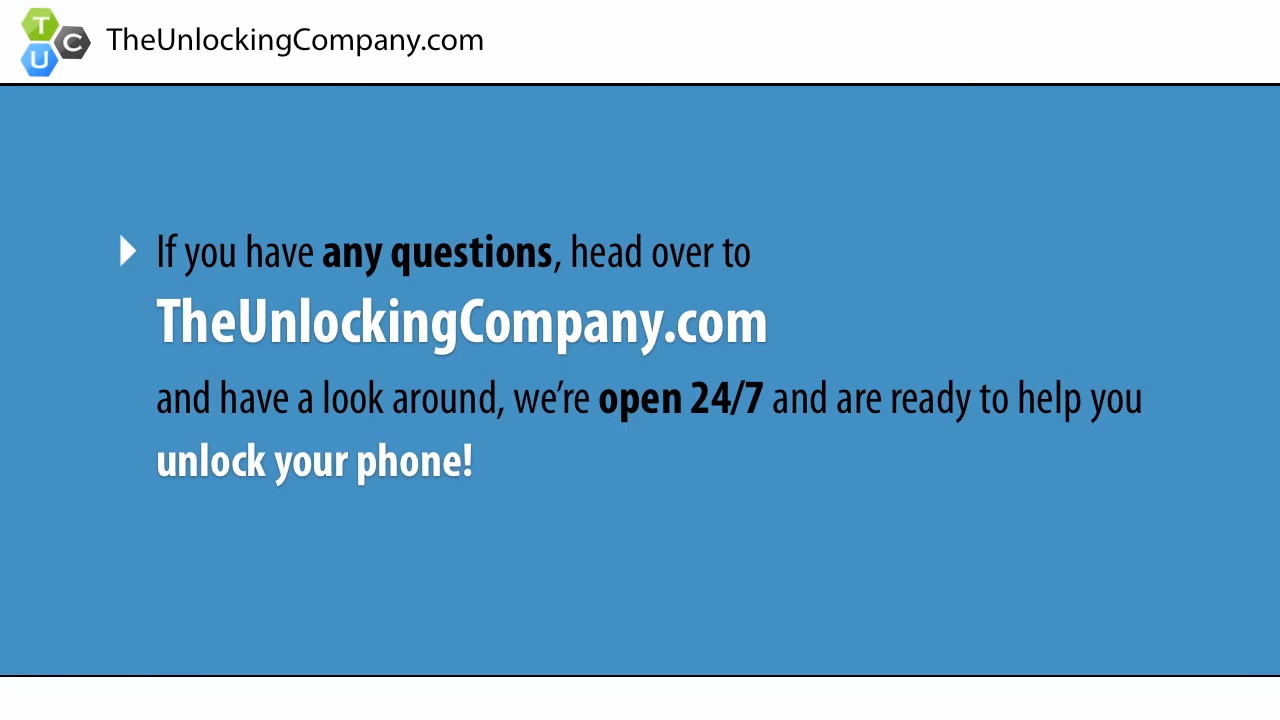 T
C
U
TheUnlockingCompany.com
If you have any questions, head over to
TheUnlockingCompany.com
and have a look around, we’re open 24/7 and are ready to help you
unlock your phone!